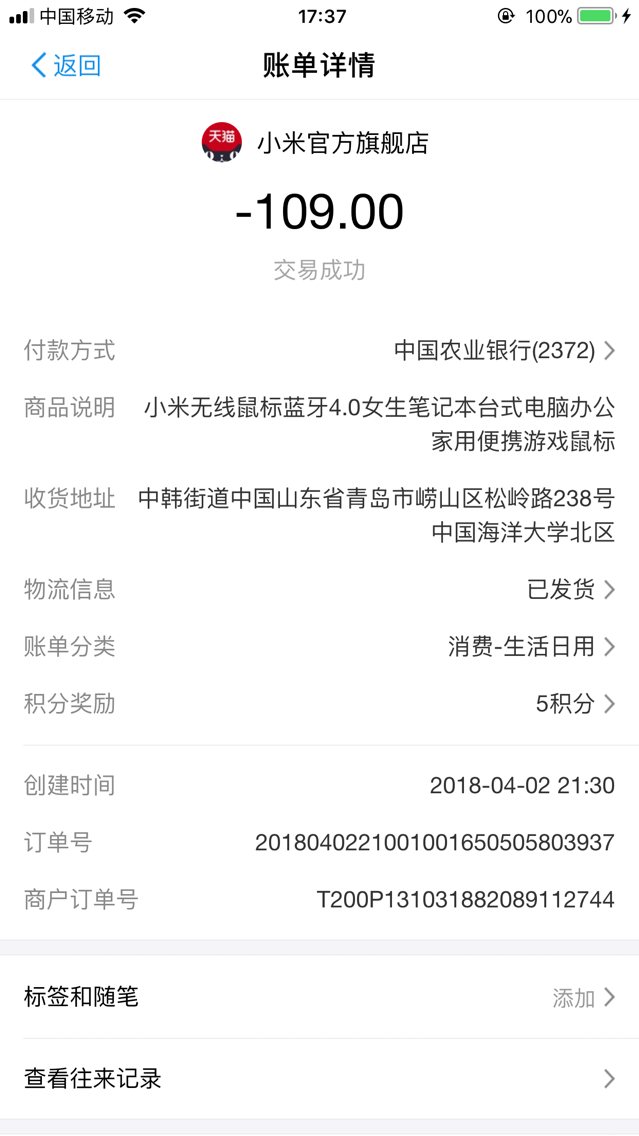 中国移动 17:37 100%
返回 账单详情
天猫 小米官方旗舰店
-109.00
交易成功
付款方式 中国农业银行(2372)
商品说明 小米无线鼠标蓝牙4.0女生笔记本台式电脑办公
家用便携游戏鼠标
收货地址 中韩街道中国山东省青岛市崂山区松岭路238号
中国海洋大学北区
物流信息 已发货
账单分类 消费-生活日用
积分奖励 5积分
创建时间 2018-04-02 21:30
订单号 2018040221001001650505803937
商户订单号 T200P131031882089112744
标签和随笔 添加
查看往来记录